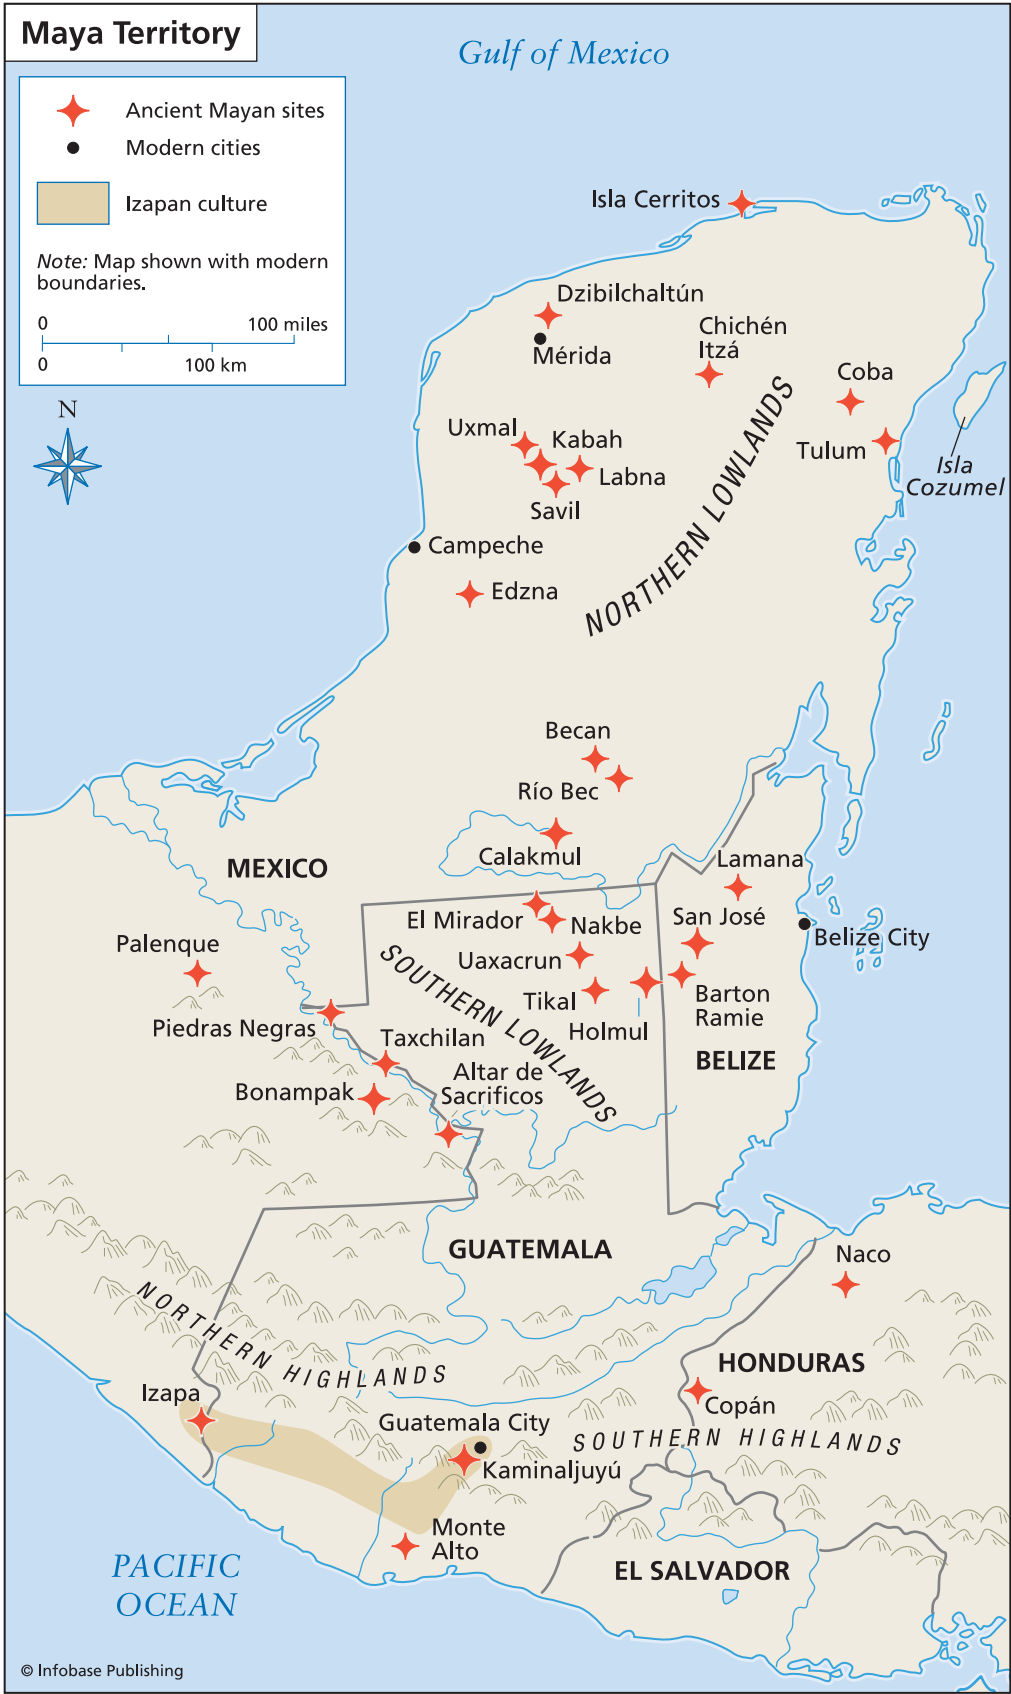 Maya Territory
Gulf of Mexico
Ancient Mayan sites
Modern cities
Izapan culture
Note: Map shown with modern
boundaries.
0
100 miles
0
100 km
N
Isla Cerritos
Dzibilchaltún
Mérida
Chichén
Itzá
Coba
Tulum
Isla
Cozumel
Uxmal
Kabah
Labna
Savil
NORTHERN LOWLANDS
Campeche
Edzna
Becan
Río Bec
Calakmul
MEXICO
Lamana
El Mirador
Nakbe
San José
Belize City
Palenque
Uaxacrun
SOUTHERN LOWLANDS
Tikal
Holmul
Barton
Ramie
Piedras Negras
Taxchilan
BELIZE
Bonampak
Altar de
Sacrificos
GUATEMALA
Naco
NORTHERN HIGHLANDS
HONDURAS
Izapa
Copán
Guatemala City
SOUTHERN HIGHLANDS
Kaminaljuyú
Monte
Alto
PACIFIC
OCEAN
EL SALVADOR
© Infobase Publishing